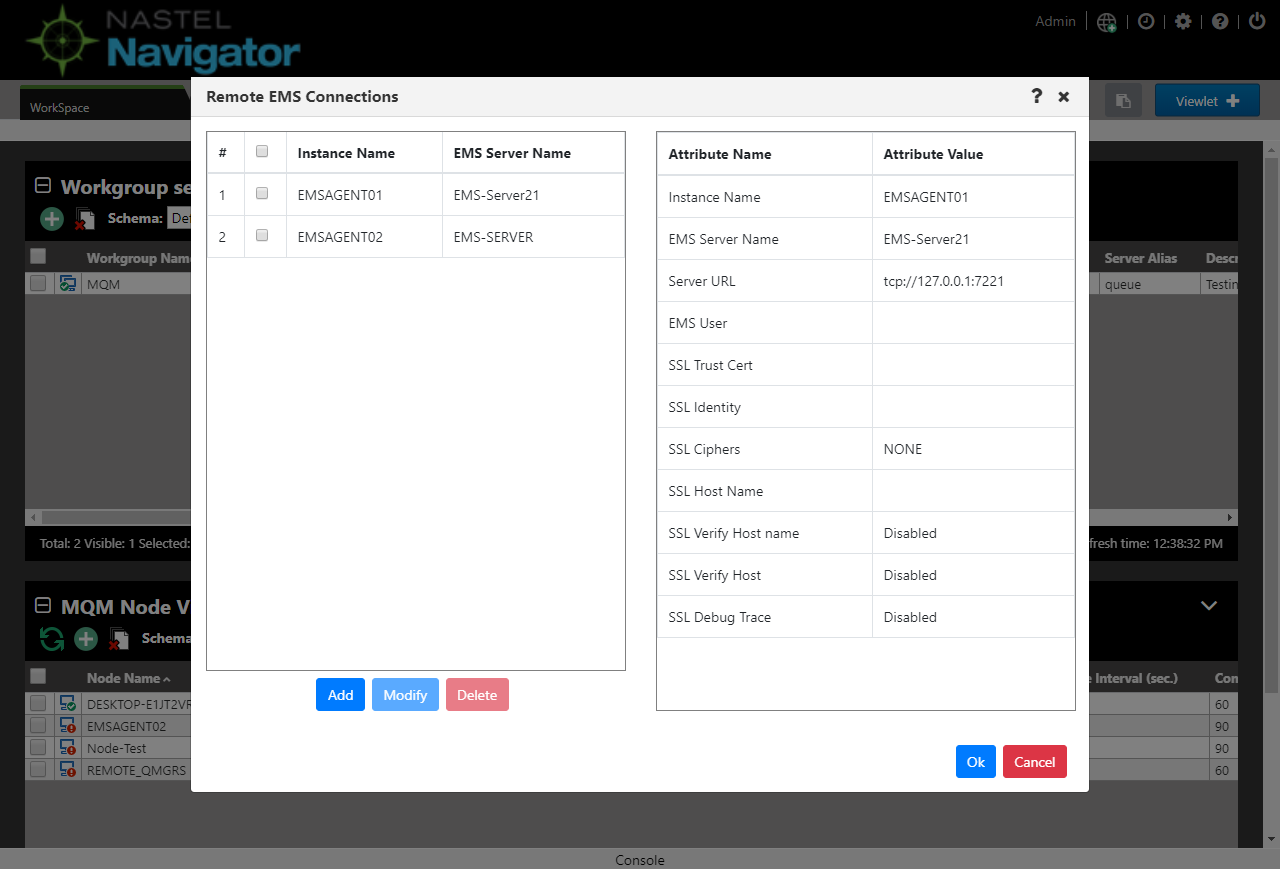 NASTEL
Navigator
Admin
WorkSpace
Viewlet
Remote EMS Connections
?
# Instance Name EMS Server Name
1 EMSAGENT01 EMS-Server21
2 EMSAGENT02 EMS-SERVER
Add Modify Delete
Attribute Name Attribute Value
Instance Name EMSAGENT01
EMS Server Name EMS-Server21
Server URL tcp://127.0.0.1:7221
EMS User
SSL Trust Cert
SSL Identity
SSL Ciphers NONE
SSL Host Name
SSL Verify Host name Disabled
SSL Verify Host Disabled
SSL Debug Trace Disabled
Ok Cancel
Workgroup se
Schema: Def
Workgroup Name Server Alias Descr
MQM queue Testin
Total: 2 Visible: 1 Selected: fresh time: 12:38:32 PM
MQM Node V
Schema
Node Name Interval (sec.) Con
DESKTOP-E1JT2VR 60
EMSAGENT02 90
Node-Test 90
REMOTE_QMGRS 60
Console